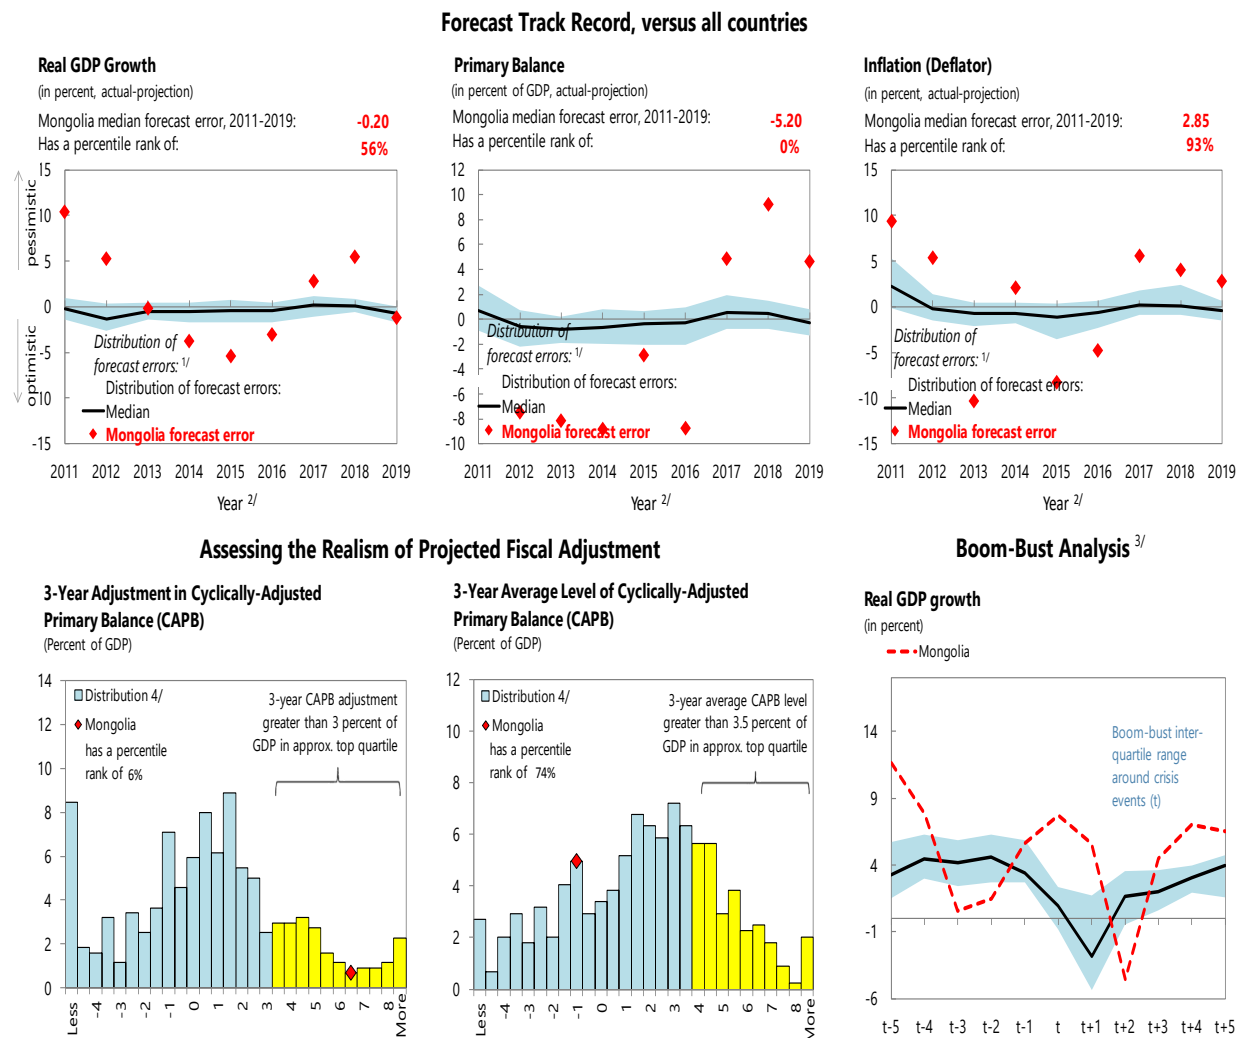 Forecast Track Record, versus all countries
Real GDP Growth
(in percent, actual-projection)
Mongolia median forecast error, 2011-2019: -0.20
Has a percentile rank of: 56%
pessimistic
optimistic
15
10
5
0
-5
-10
-15
Distribution of
forecast errors: 1/
Distribution of forecast errors:
Median
Mongolia forecast error
2011 2012 2013 2014 2015 2016 2017 2018 2019
Year 2/
Primary Balance
(in percent of GDP, actual-projection)
Mongolia median forecast error, 2011-2019: -5.20
Has a percentile rank of: 0%
12
10
8
6
4
2
0
-2
-4
-6
-8
-10
Distribution of
forecast errors: 1/
Distribution of forecast errors:
Median
Mongolia forecast error
2011 2012 2013 2014 2015 2016 2017 2018 2019
Inflation (Deflator)
(in percent, actual-projection)
Mongolia median forecast error, 2011-2019: 2.85
Has a percentile rank of: 93%
15
10
5
0
-5
-10
-15
Distribution of
forecast errors: 1/
Distribution of forecast errors:
Median
Mongolia forecast error
2011 2012 2013 2014 2015 2016 2017 2018 2019
Year 2/
Assessing the Realism of Projected Fiscal Adjustment
3-Year Adjustment in Cyclically-Adjusted
Primary Balance (CAPB)
(Percent of GDP)
14
12
10
8
6
4
2
0
Distribution 4/
Mongolia
has a percentile
rank of 6%
3-year CAPB adjustment
greater than 3 percent of
GDP in approx. top quartile
Less -4 -3 -2 -1 0 1 2 3 4 5 6 7 8 More
3-Year Average Level of Cyclically-Adjusted
Primary Balance (CAPB)
(Percent of GDP)
12
10
8
6
4
2
0
Distribution 4/
Mongolia
has a percentile
rank of 74%
3-year average CAPB level
greater than 3.5 percent of
GDP in approx. top quartile
Less -4 -3 -2 -1 0 1 2 3 4 5 6 7 8 More
Boom-Bust Analysis 3/
Real GDP growth
(in percent)
Mongolia
14
9
4
-1
-6
Boom-bust inter-
quartile range
around crisis
events (t)
t-5 t-4 t-3 t-2 t-1 t t+1 t+2 t+3 t+4 t+5